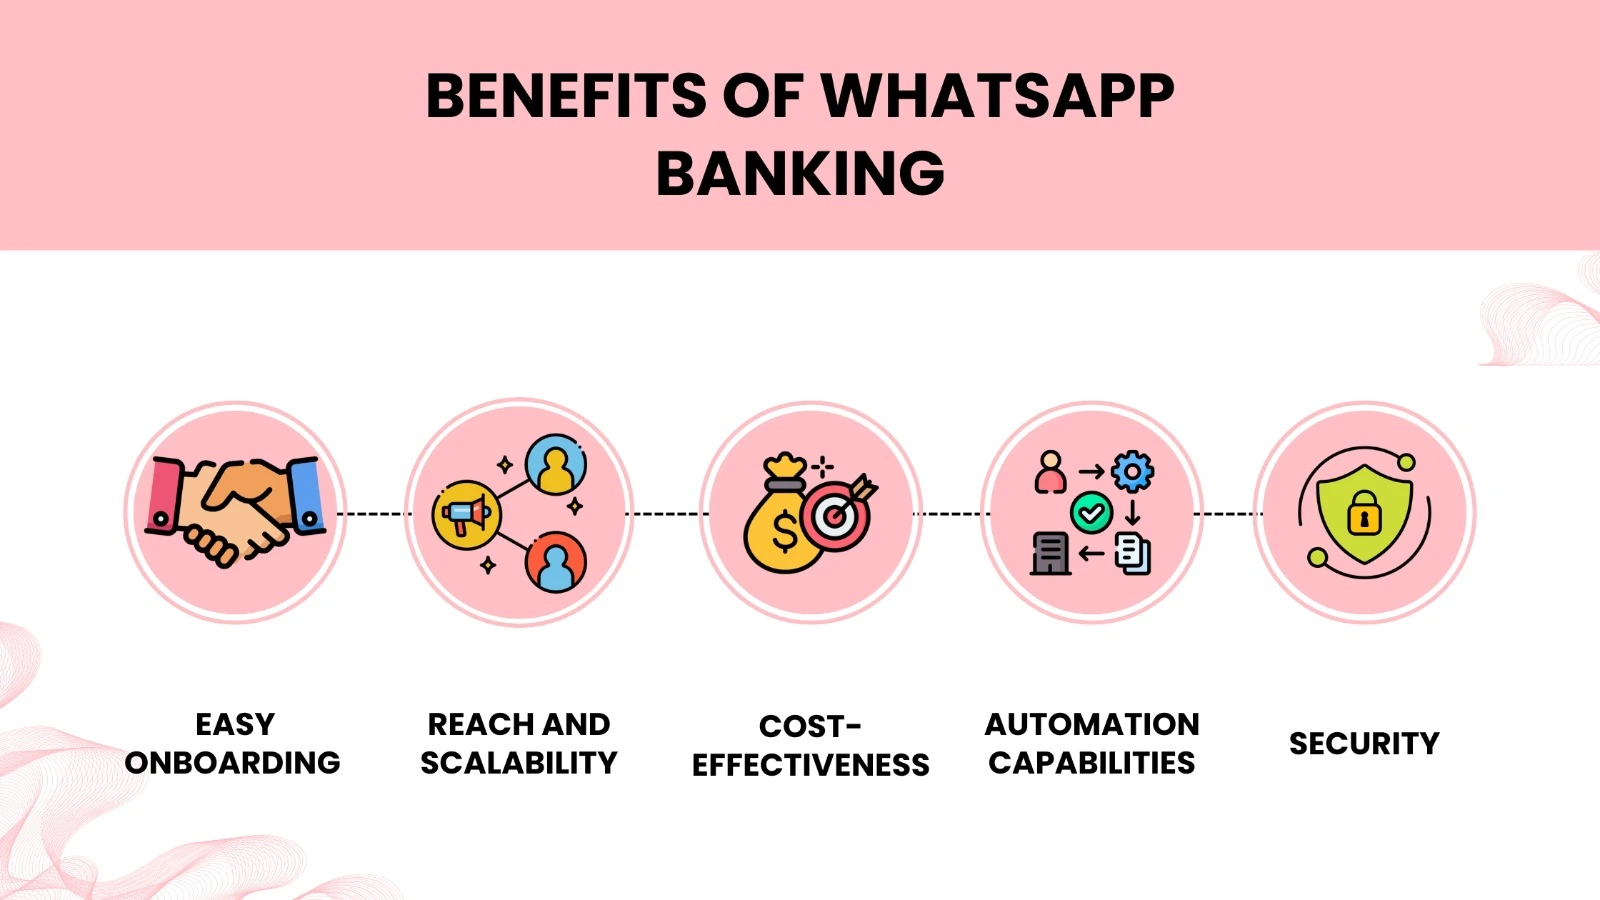 BENEFITS OF WHATSAPP
BANKING
$
EASY
ONBOARDING
REACH AND
SCALABILITY
COST-
EFFECTIVENESS
AUTOMATION
CAPABILITIES
SECURITY